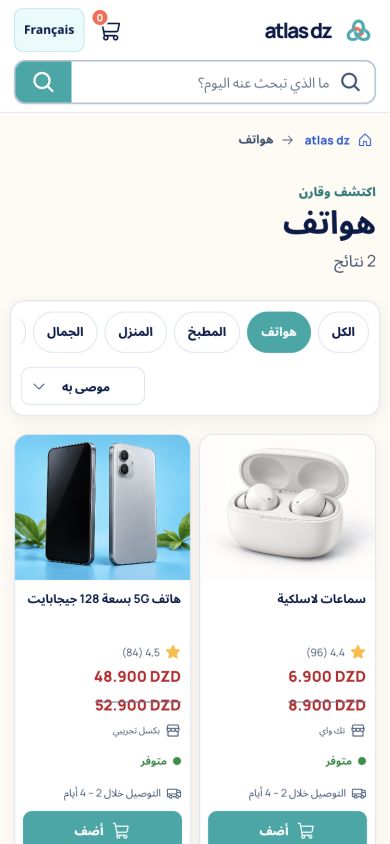 atlas dz
0
Français
ما الذي تبحث عنه اليوم؟
atlas dz → هواتف
اكتشف وقارن
هواتف
2 نتائج
الكل
هواتف
المطبخ
المنزل
الجمال
موصى به
سماعات لاسلكية
4,4 (96)
6.900 DZD
8.900 DZD
تك واي
متوفر
التوصيل خلال 2 – 4 أيام
أضف
هاتف 5G بسعة 128 جيجابايت
4,5 (84)
48.900 DZD
52.900 DZD
بكسل تجريبي
متوفر
التوصيل خلال 2 – 4 أيام
أضف